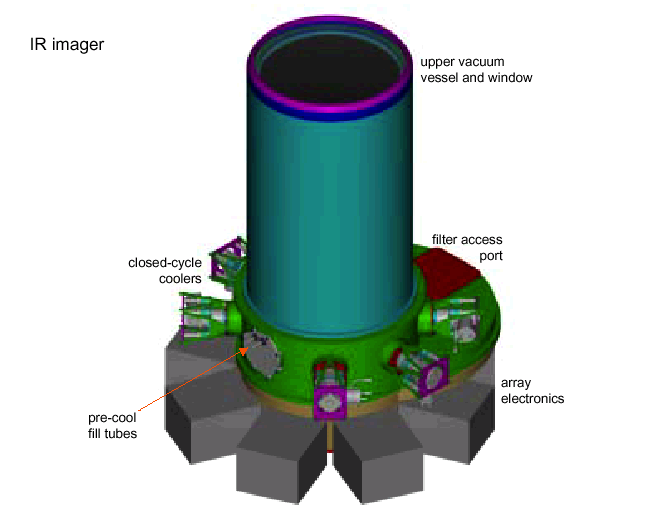 IR imager
upper vacuum
vessel and window
filter access
port
closed-cycle
coolers
array
electronics
pre-cool
fill tubes